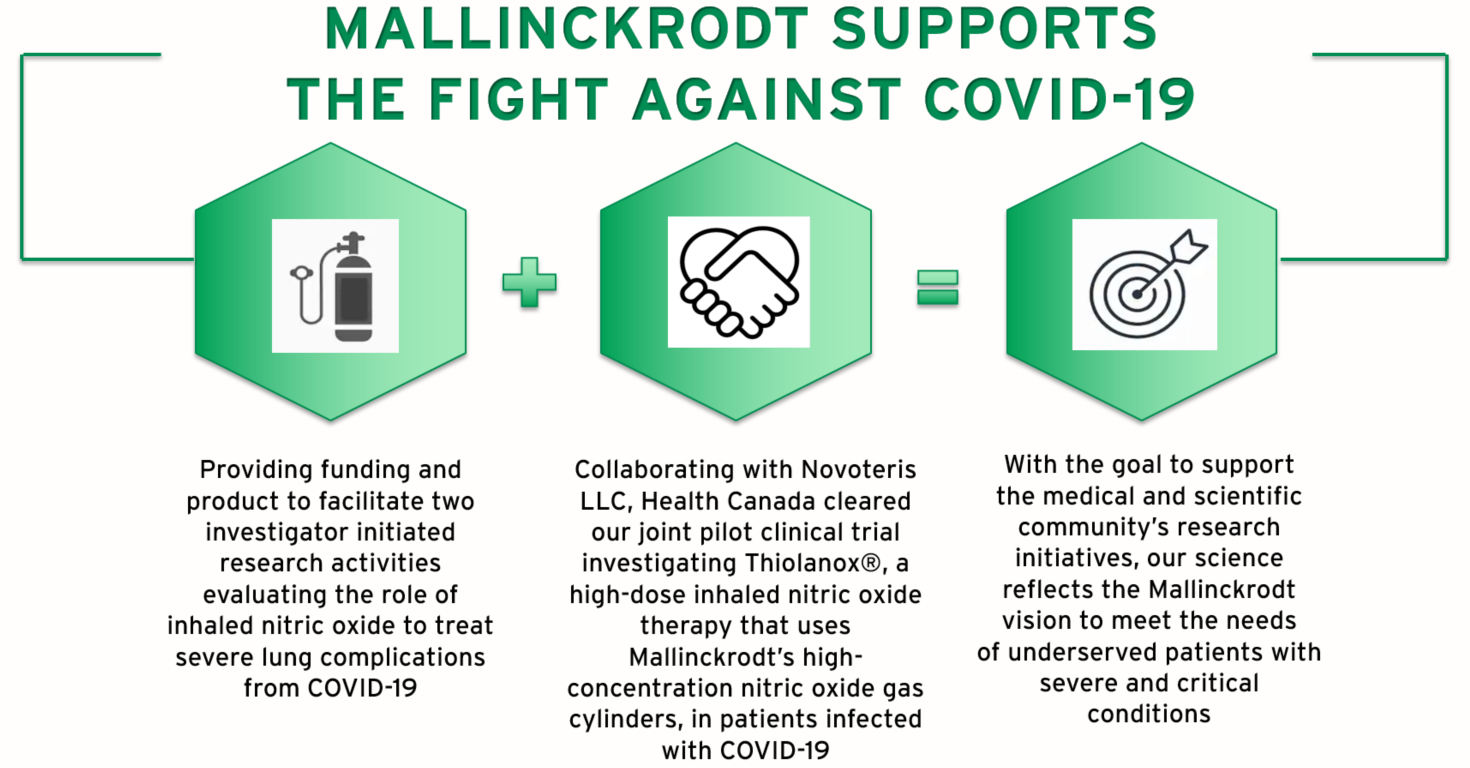 MALLINCKRODT SUPPORTS
THE FIGHT AGAINST COVID-19
Providing funding and
product to facilitate two
investigator initiated
research activities
evaluating the role of
inhaled nitric oxide to treat
severe lung complications
from COVID-19
Collaborating with Novoteris
LLC, Health Canada cleared
our joint pilot clinical trial
investigating Thiolanox®, a
high-dose inhaled nitric oxide
therapy that uses
Mallinckrodt's high-
concentration nitric oxide gas
cylinders, in patients infected
with COVID-19
With the goal to support
the medical and scientific
community's research
initiatives, our science
reflects the Mallinckrodt
vision to meet the needs
of underserved patients with
severe and critical
conditions